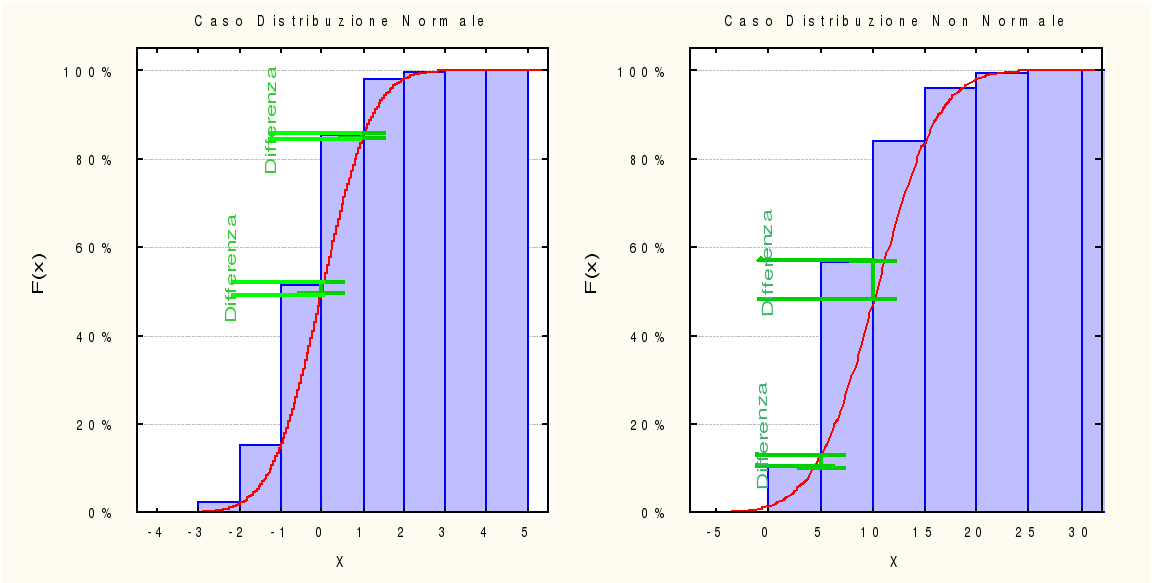 Caso Distribuzione Normale
100%
80%
60%
40%
20%
0%
F(x)
Differenza
Differenza
-4 -3 -2 -1 0 1 2 3 4 5
X
Caso Distribuzione Non Normale
100%
80%
60%
40%
20%
0%
F(x)
Differenza
Differenza
-5 0 5 10 15 20 25 30
X